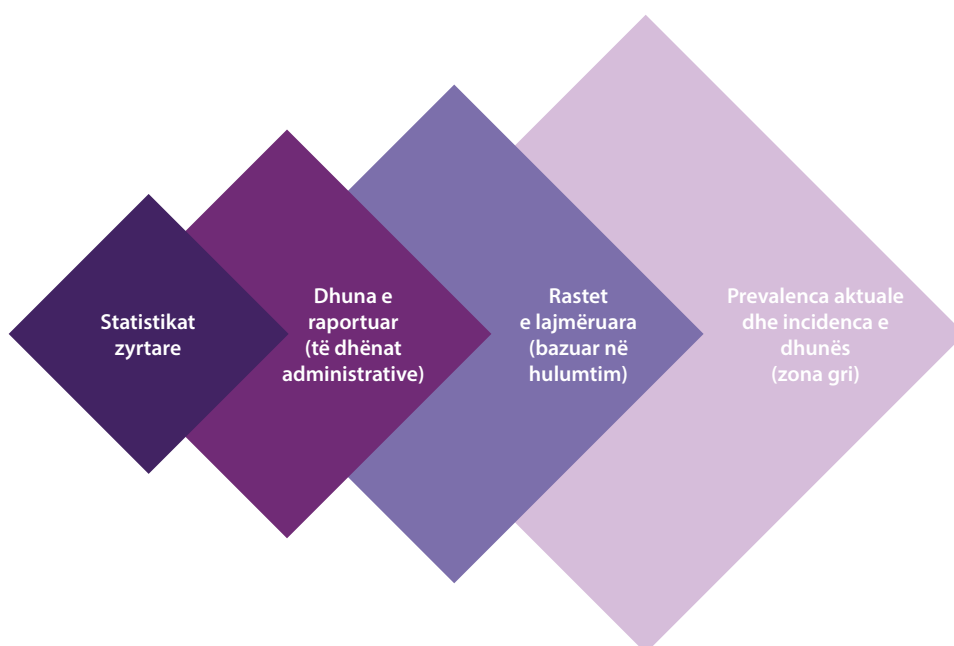 Statistikat
zyrtare
Dhuna e
raportuar
(të dhënat
administrative)
Rastet
e lajmëruara
(bazuar në
hulumtim)
Prevalenca aktuale
dhe incidenca e
dhunës
(zona gri)